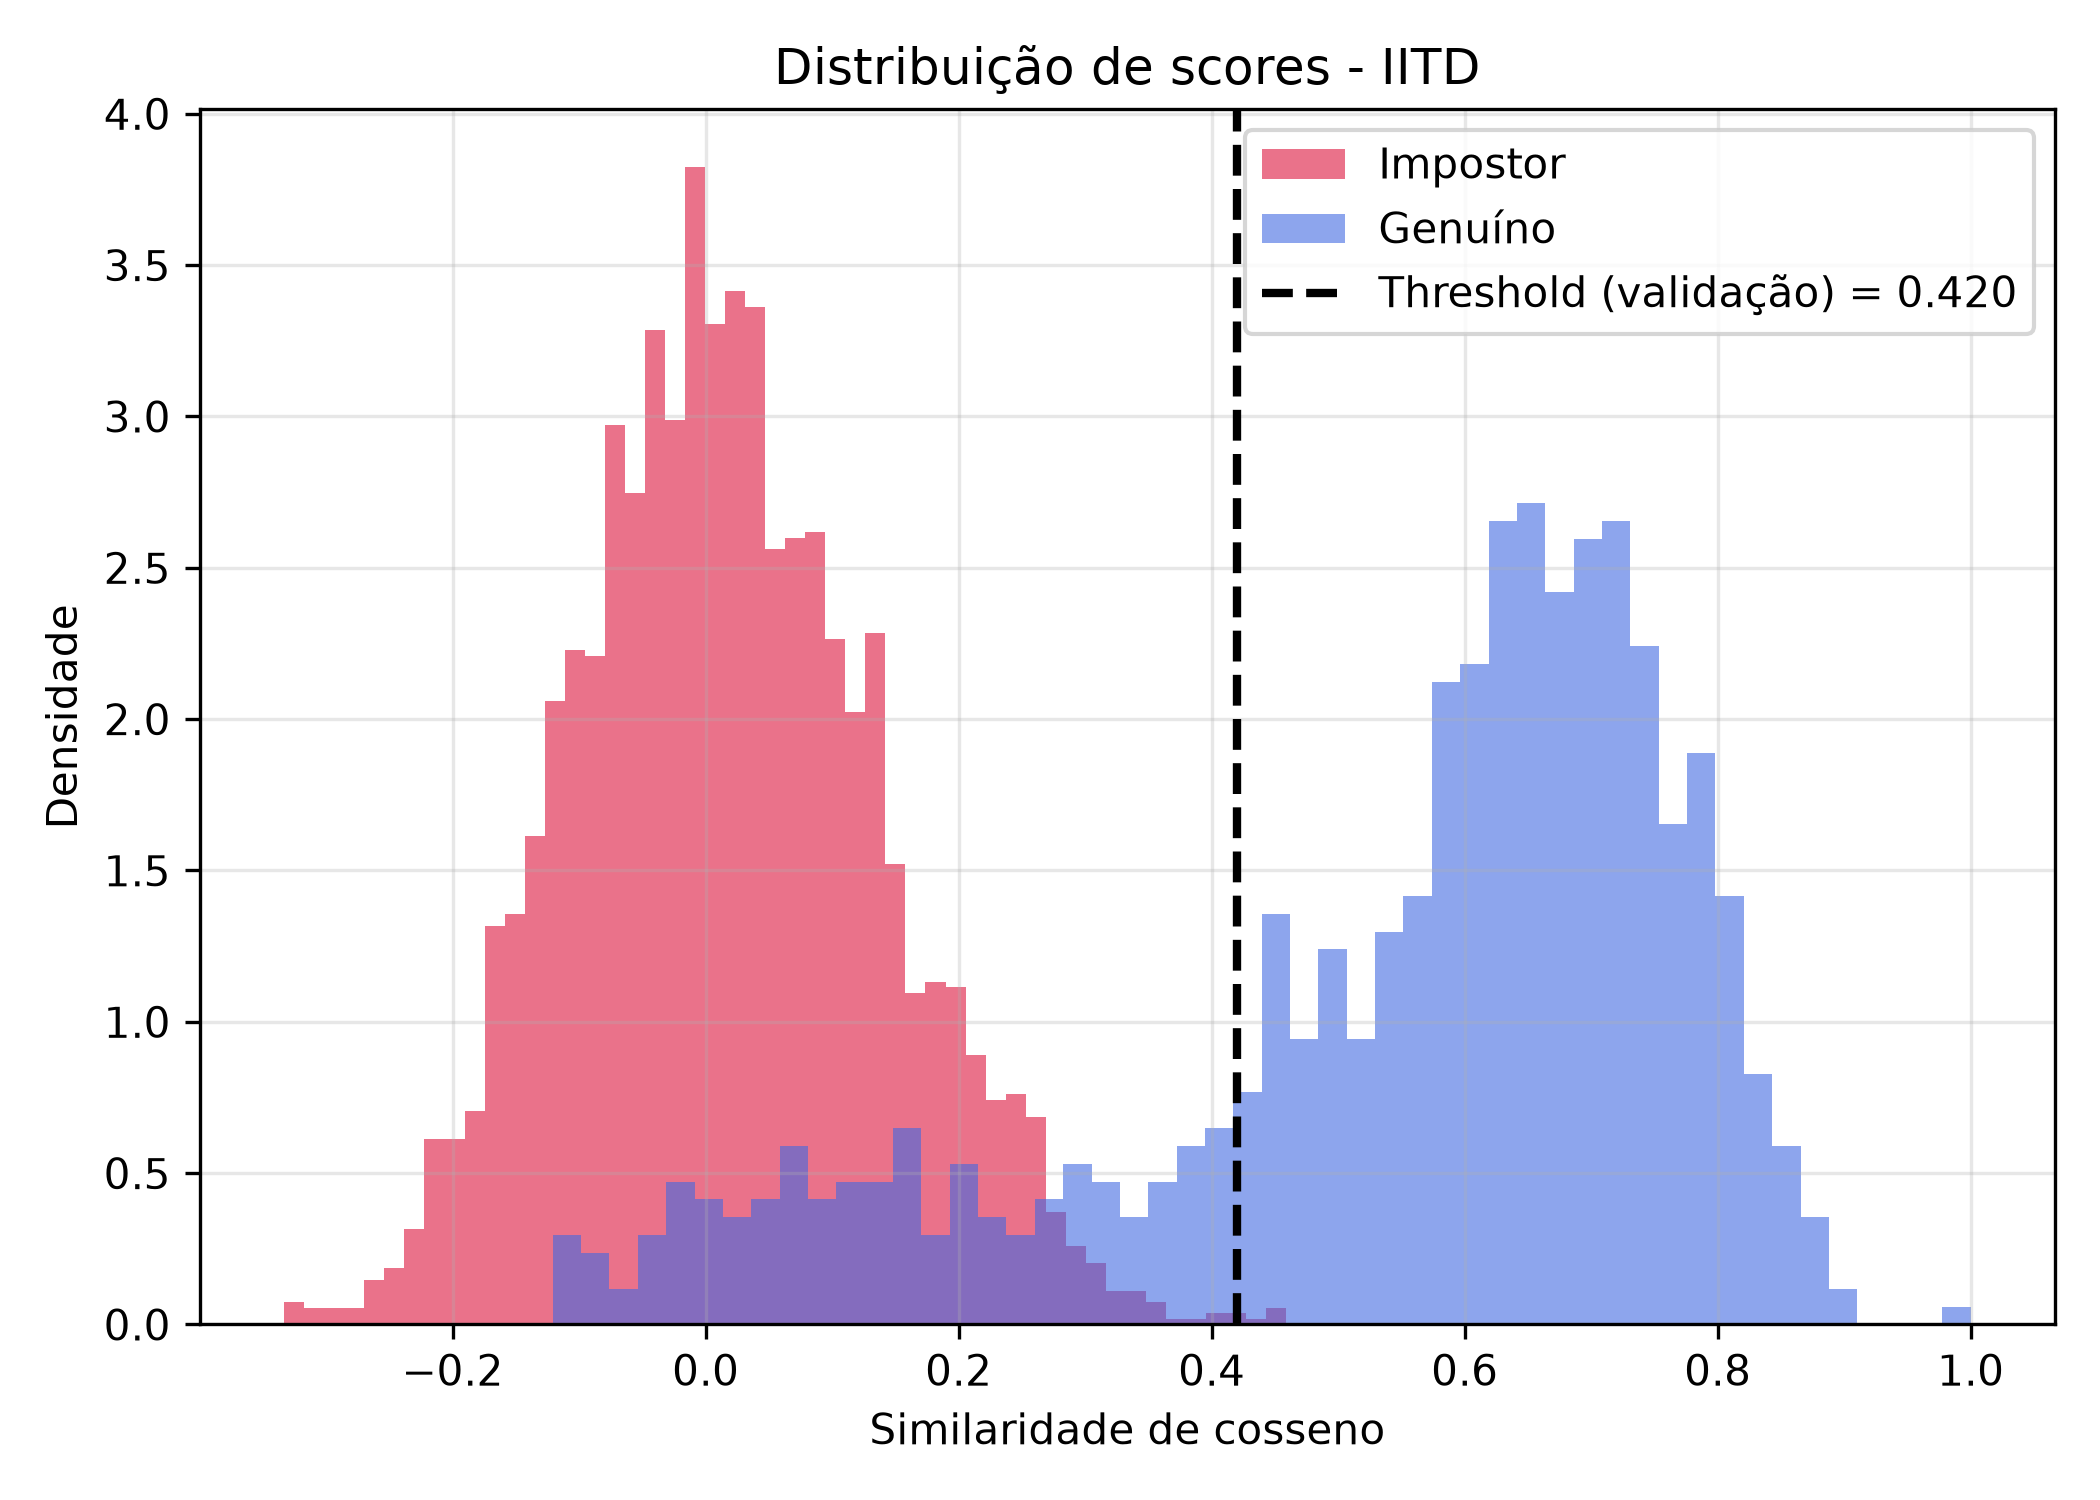 Distribuição de scores - IITD
4.0
3.5
3.0
2.5
2.0
1.5
1.0
0.5
0.0
Densidade
Impostor
Genuíno
Threshold (validação) = 0.420
−0.2 0.0 0.2 0.4 0.6 0.8 1.0
Similaridade de cosseno